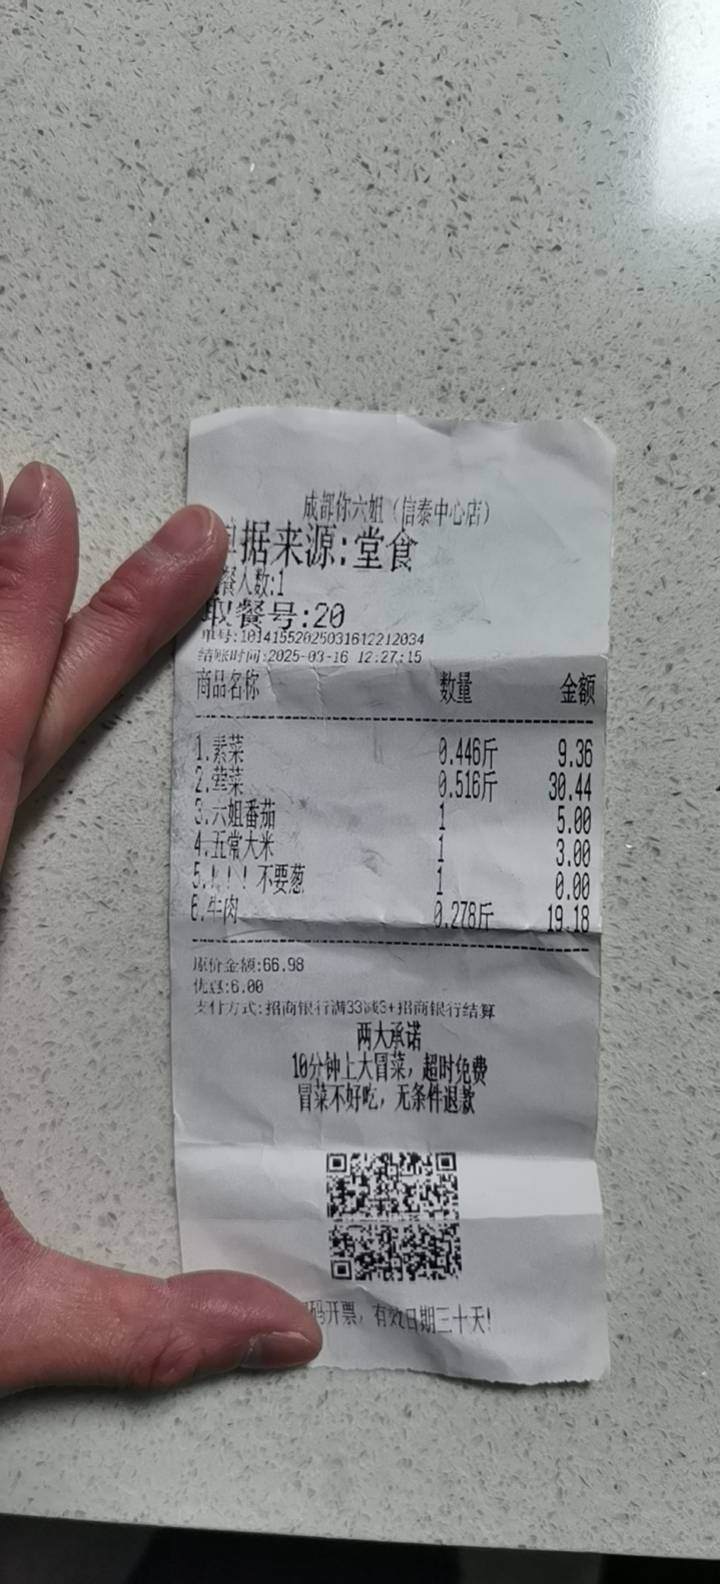 成都你六姐（信泰中心店）
据来源:堂食
餐人数:1
取餐号:20
单号:10141552025031612212034
结账时间:2025-03-16 12:27:15
商品名称 数量 金额
1.素菜 0.446斤 9.36
2.荤菜 0.516斤 30.44
3.六姐番茄 1 5.00
4.五常大米 1 3.00
5.！！！不要葱 1 0.00
6.牛肉 0.278斤 19.18
原价金额:66.98
优惠:6.00
支付方式:招商银行满33减3+招商银行结算
两大承诺
10分钟上大冒菜，超时免费
冒菜不好吃，无条件退款
码开票，有效日期三十天!